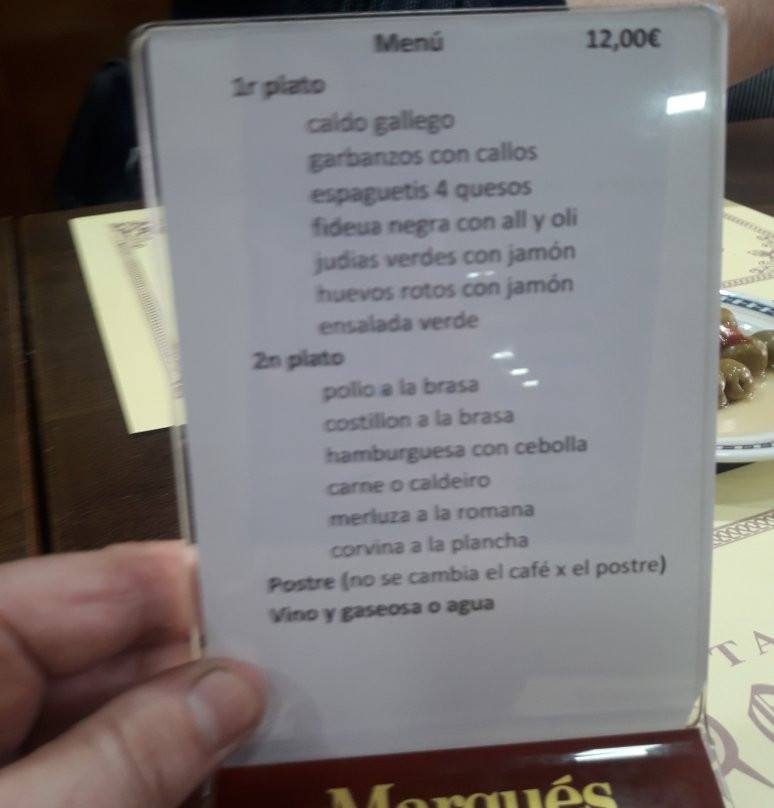 Menú 12,00€
1r plato
caldo gallego
garbanzos con callos
espaguetis 4 quesos
fideua negra con all y oli
judias verdes con jamón
huevos rotos con jamón
ensalada verde
2n plato
pollo a la brasa
costillon a la brasa
hamburguesa con cebolla
carne o caldeiro
merluza a la romana
corvina a la plancha
Postre (no se cambia el café x el postre)
Vino y gaseosa o agua
Marqués
TA